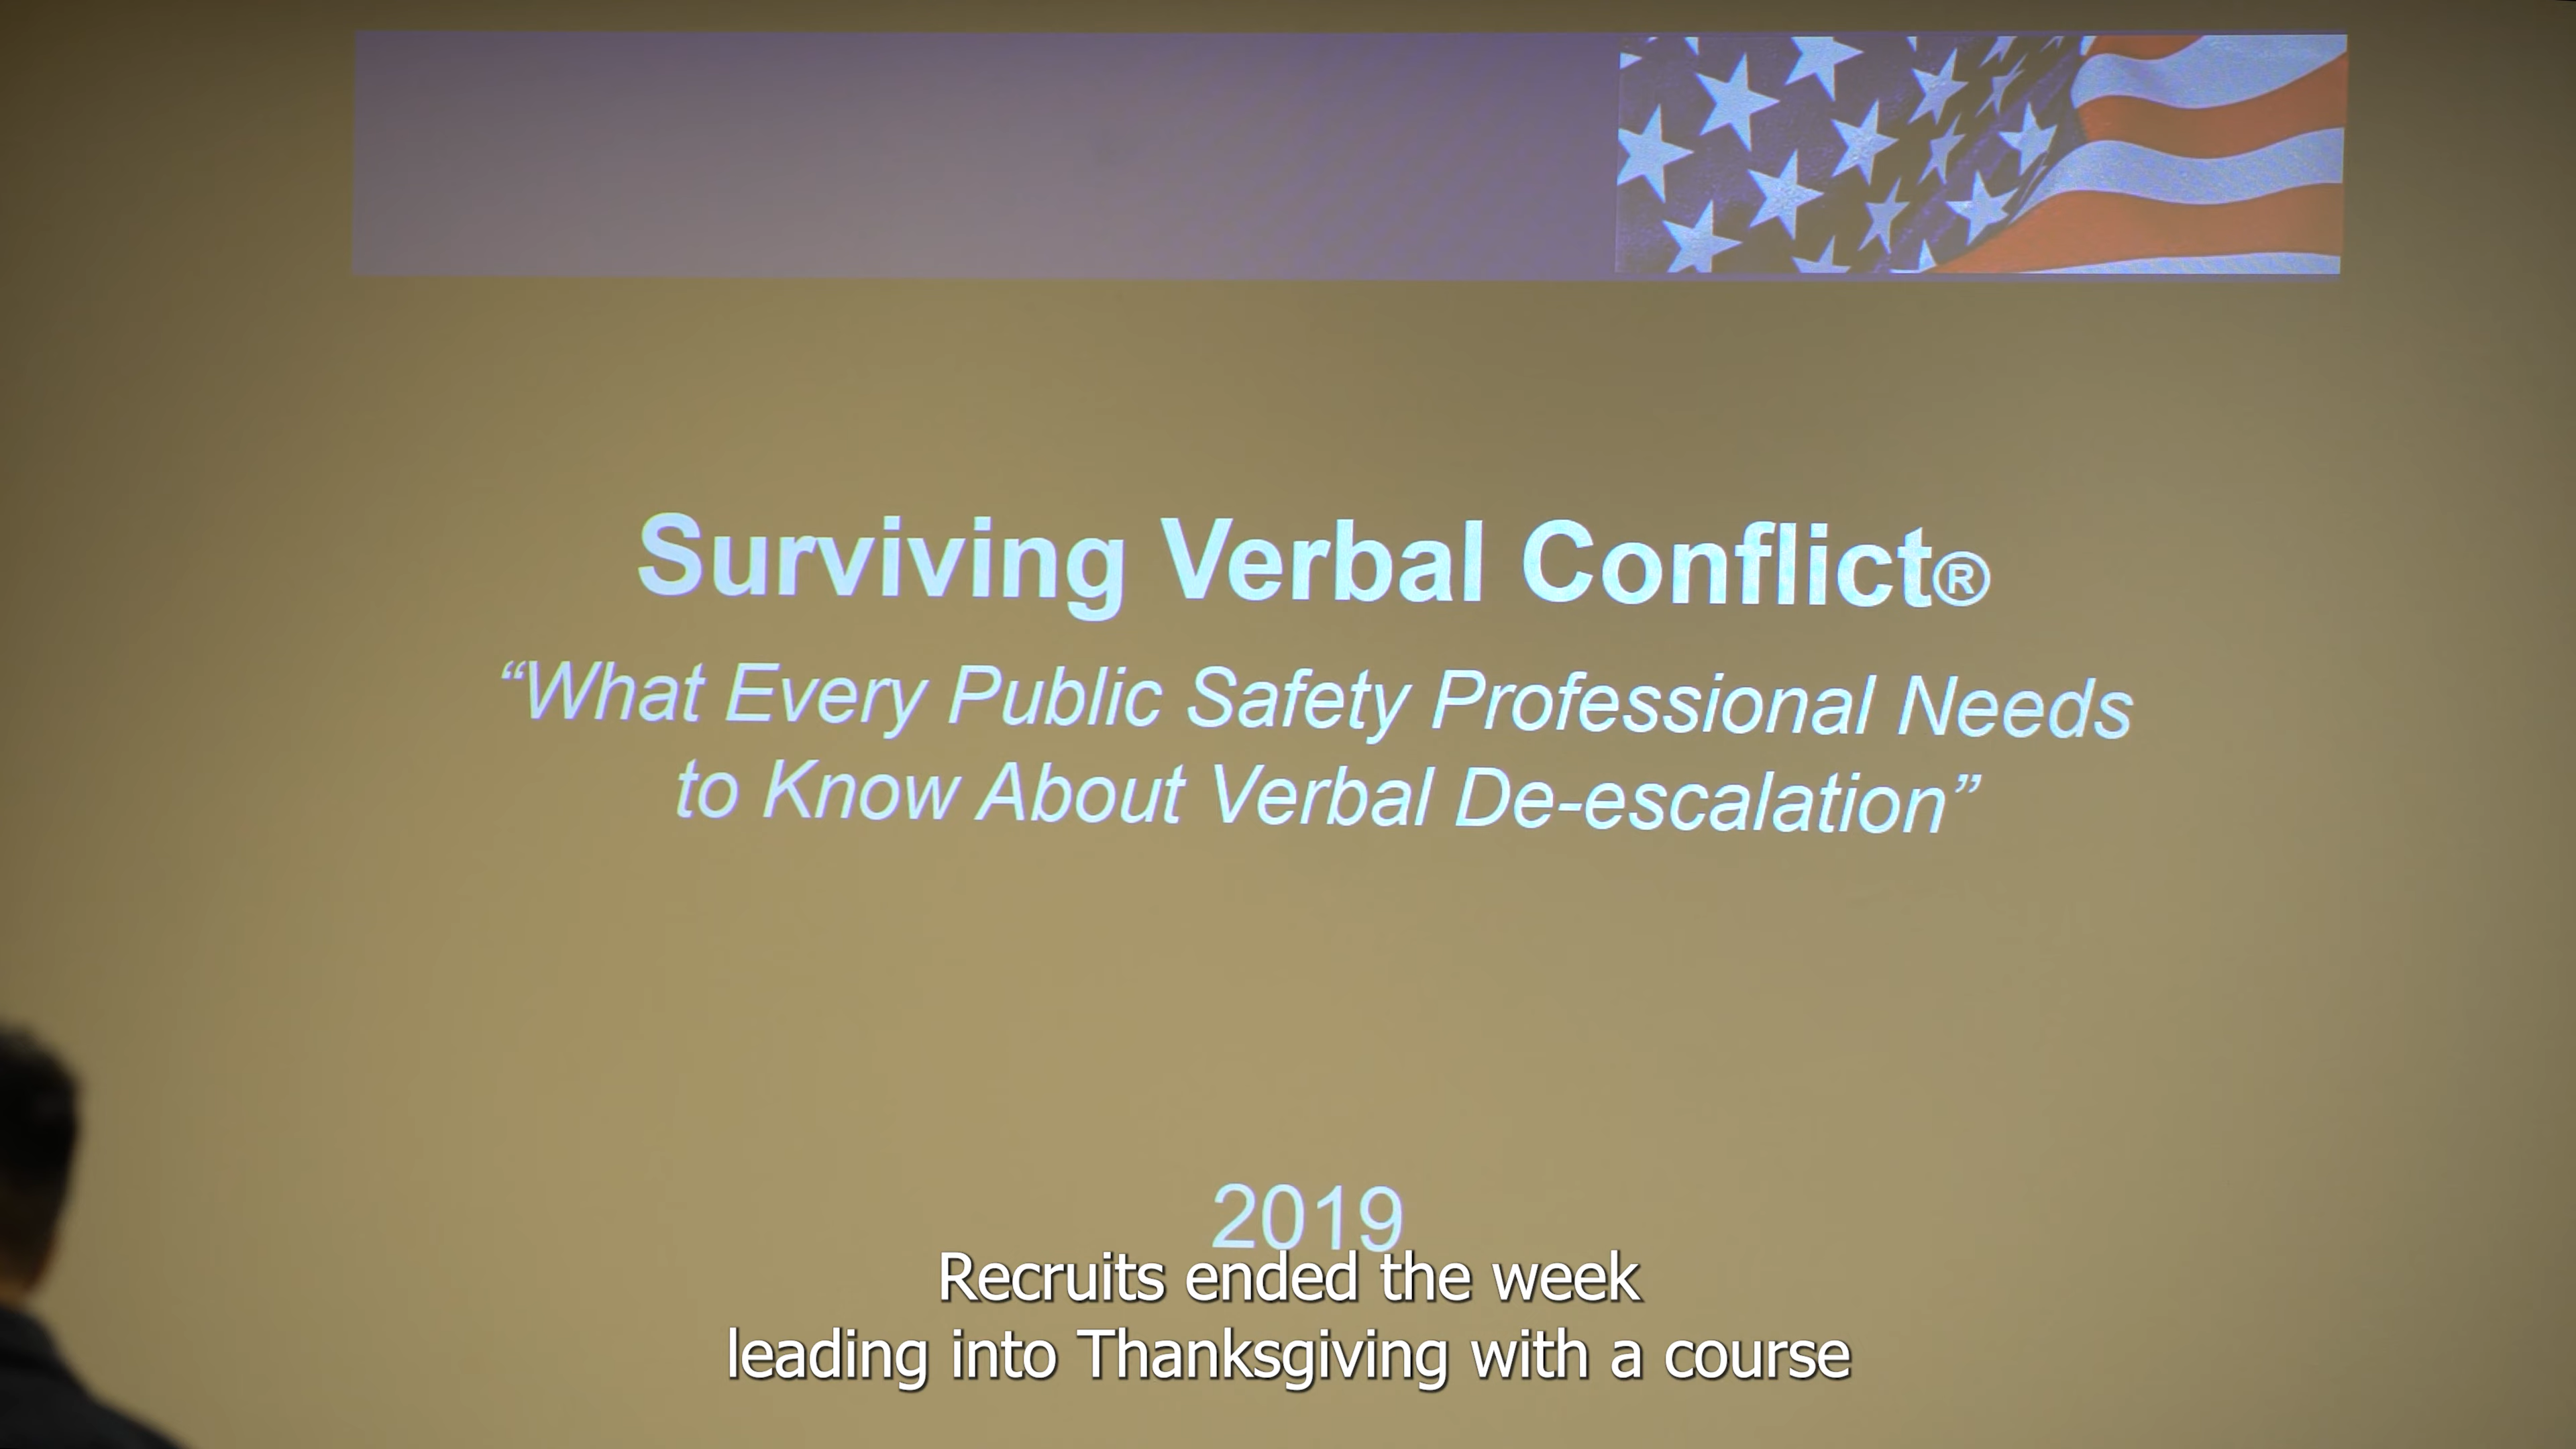 Surviving Verbal Conflict®
“What Every Public Safety Professional Needs
to Know About Verbal De-escalation”
2019
Recruits ended the week
leading into Thanksgiving with a course